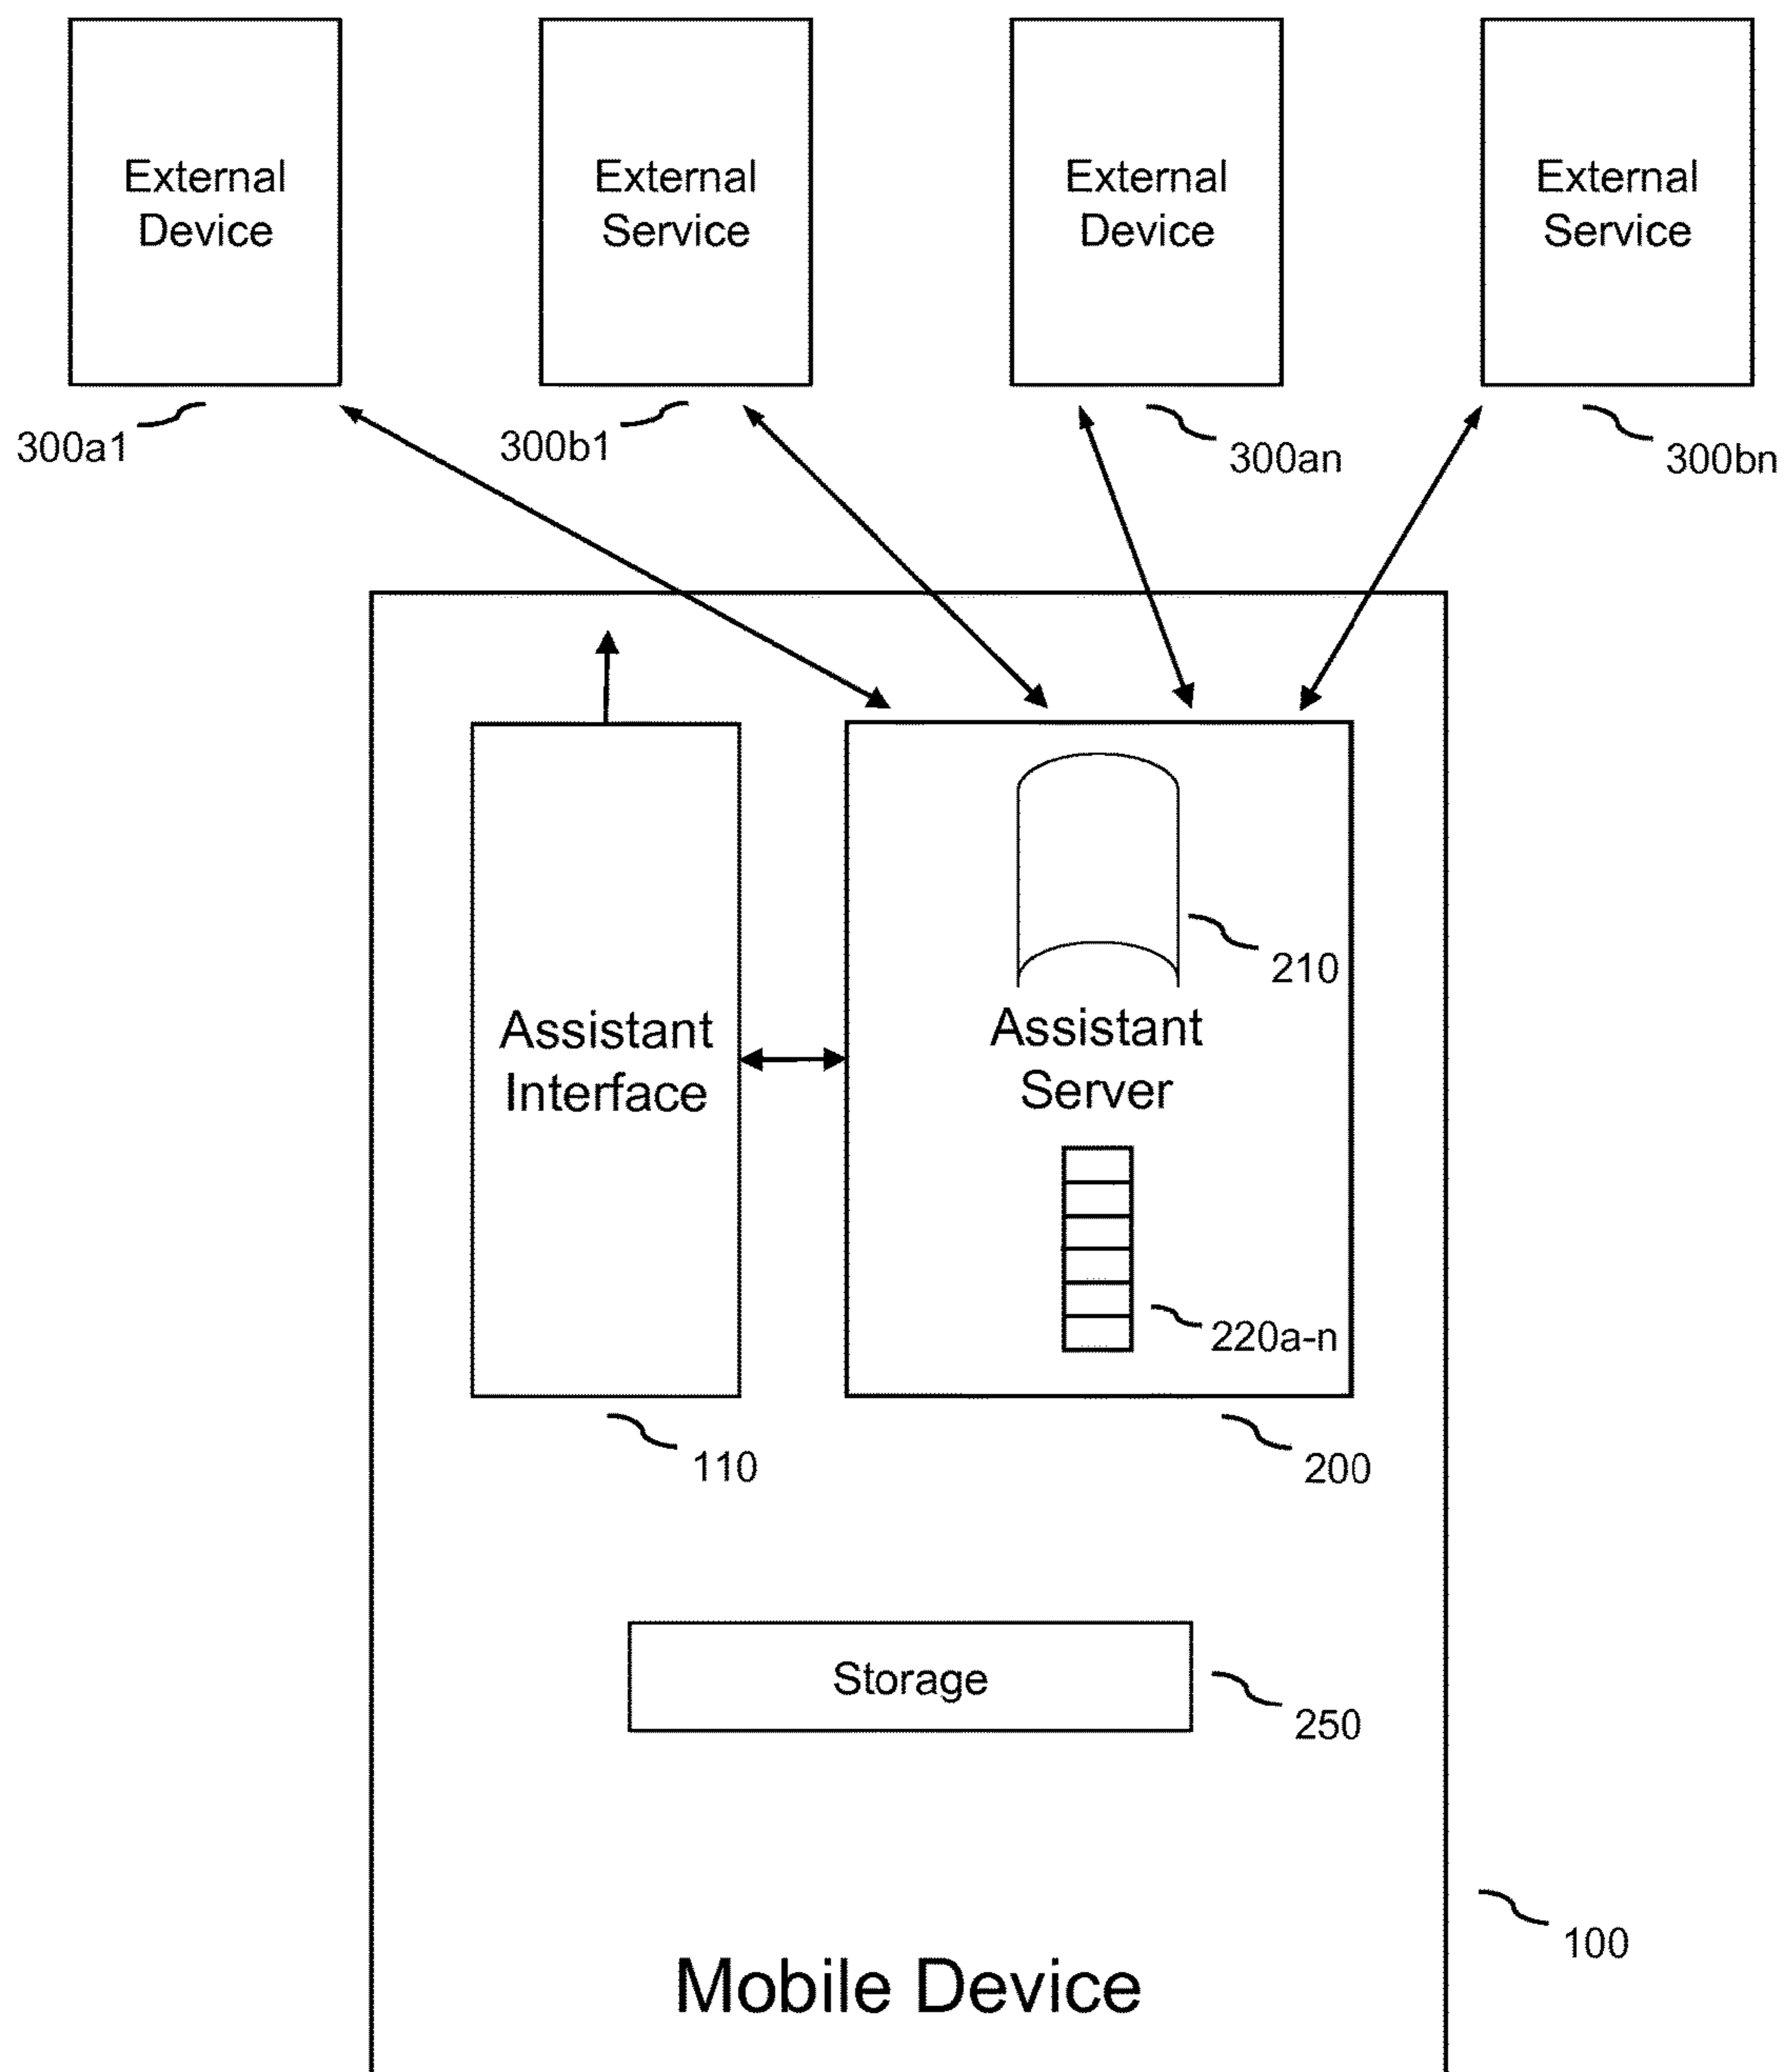 External
Device
External
Service
External
Device
External
Service
300a1
300b1
300an
300bn
210
Assistant
Interface
Assistant
Server
220a-n
110
200
Storage
250
100
Mobile Device